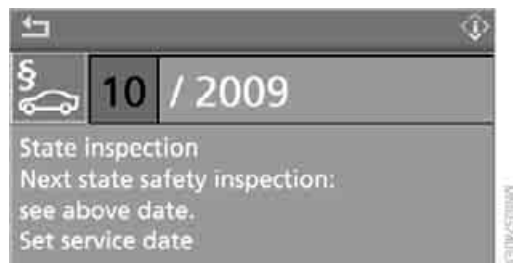 §
10 / 2009
State inspection
Next state safety inspection:
see above date.
Set service date